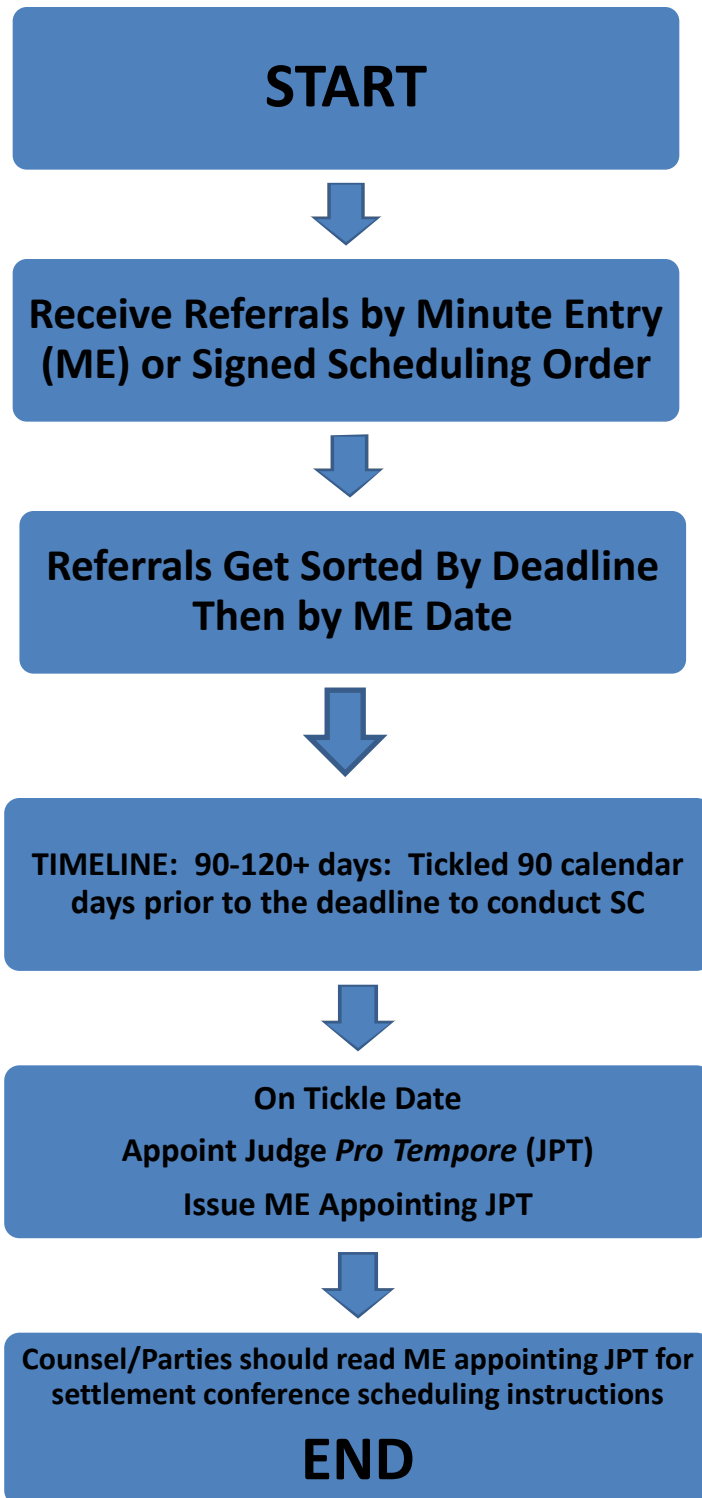 START
Receive Referrals by Minute Entry
(ME) or Signed Scheduling Order
Referrals Get Sorted By Deadline
Then by ME Date
TIMELINE:  90-120+ days:  Tickled 90 calendar
days prior to the deadline to conduct SC
On Tickle Date
Appoint Judge Pro Tempore (JPT)
Issue ME Appointing JPT
Counsel/Parties should read ME appointing JPT for
settlement conference scheduling instructions
END